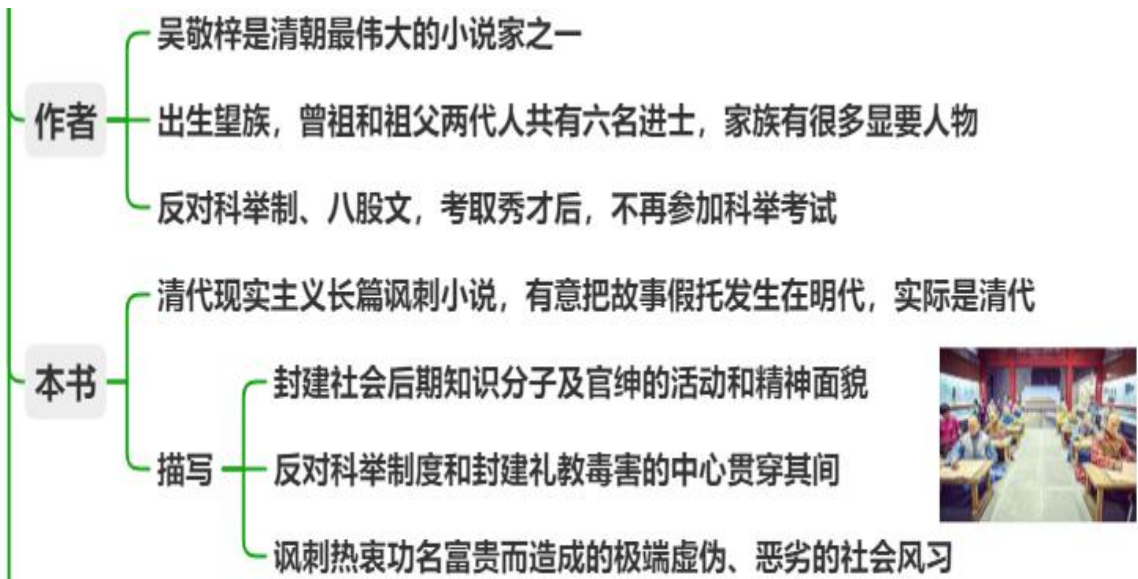 吴敬梓是清朝最伟大的小说家之一
作者
出生望族，曾祖和祖父两代人共有六名进士，家族有很多显要人物
反对科举制、八股文，考取秀才后，不再参加科举考试
清代现实主义长篇讽刺小说，有意把故事假托发生在明代，实际是清代
本书
封建社会后期知识分子及官绅的活动和精神面貌
描写
反对科举制度和封建礼教毒害的中心贯穿其间
讽刺热衷功名富贵而造成的极端虚伪、恶劣的社会风习